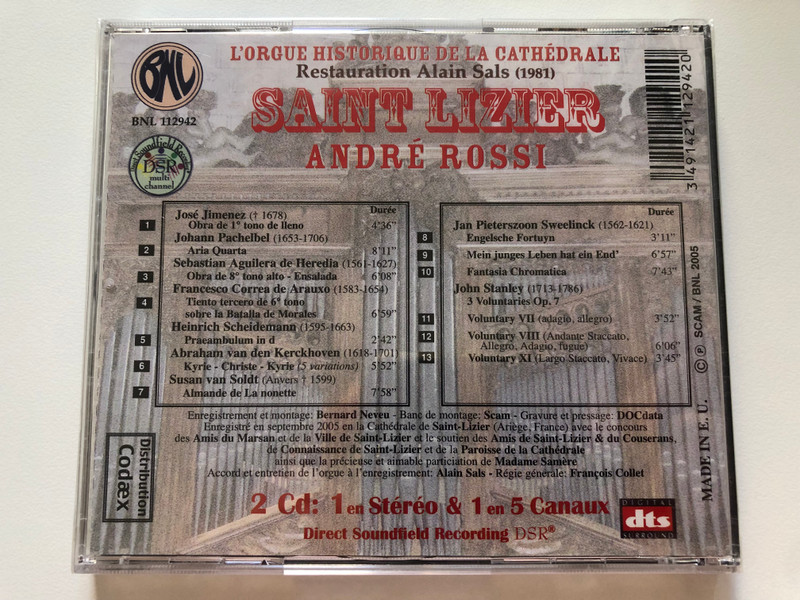 BNL
BNL 112942
L'ORGUE HISTORIQUE DE LA CATHÉDRALE
Restauration Alain Sals (1981)
SAINT LIZIER
ANDRÉ ROSSI
3 491421 129420
DSR
multi
channel
Durée
José Jimenez († 1678)
1 Obra de 1° tono de lleno 4'36"
Johann Pachelbel (1653-1706)
2 Aria Quarta 8'11"
Sebastian Aguilera de Heredia (1561-1627)
3 Obra de 8° tono alto - Ensalada 6'08"
Francesco Correa de Arauxo (1583-1654)
4 Tiento tercero de 6° tono
sobre la Batalla de Morales 6'59"
Heinrich Scheidemann (1595-1663)
5 Praeambulum in d 2'42"
Abraham van den Kerckhoven (1618-1701)
6 Kyrie - Christe - Kyrie (5 variations) 5'52"
Susan van Soldt (Anvers † 1599)
7 Almande de La nonette 7'58"
Durée
Jan Pieterszoon Sweelinck (1562-1621)
8 Engelsche Fortuyn 3'11"
9 Mein junges Leben hat ein End' 6'57"
10 Fantasia Chromatica 7'43"
John Stanley (1713-1786)
3 Voluntaries Op. 7
11 Voluntary VII (adagio, allegro) 3'52"
12 Voluntary VIII (Andante Staccato,
Allegro, Adagio, fugue) 6'06"
13 Voluntary XI (Largo Staccato, Vivace) 3'45"
Enregistrement et montage: Bernard Neveu - Banc de montage: Scam - Gravure et pressage: DOCdata
Enregistré en septembre 2005 en la Cathédrale de Saint-Lizier (Ariège, France) avec le concours
des Amis du Marsan et de la Ville de Saint-Lizier et le soutien des Amis de Saint-Lizier & du Couserans,
de Connaissance de Saint-Lizier et de la Paroisse de la Cathédrale
ainsi que la précieuse et aimable particiation de Madame Samère
Accord et entretien de l'orgue à l'enregistrement: Alain Sals - Régie générale: François Collet
2 Cd: 1 en Stéréo & 1 en 5 Canaux
Direct Soundfield Recording DSR®
Distribution
Codæx
DIGITAL
dts
SURROUND
MADE IN E. U. © ℗ SCAM / BNL 2005